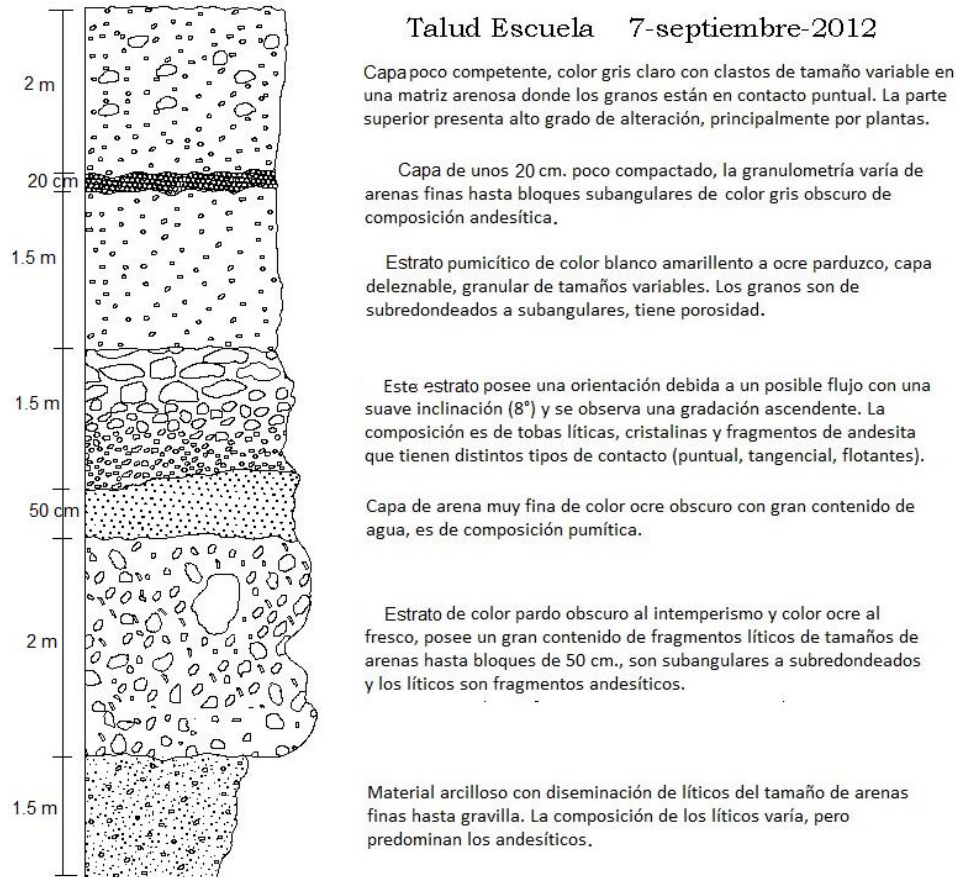 Talud Escuela 7-septiembre-2012
2 m
Capa poco competente, color gris claro con clastos de tamaño variable en
una matriz arenosa donde los granos están en contacto puntual. La parte
superior presenta alto grado de alteración, principalmente por plantas.
20 cm
Capa de unos 20 cm. poco compactado, la granulometría varía de
arenas finas hasta bloques subangulares de color gris obscuro de
composición andesítica.
1.5 m
Estrato pumicítico de color blanco amarillento a ocre parduzco, capa
deleznable, granular de tamaños variables. Los granos son de
subredondeados a subangulares, tiene porosidad.
1.5 m
Este estrato posee una orientación debida a un posible flujo con una
suave inclinación (8°) y se observa una gradación ascendente. La
composición es de tobas líticas, cristalinas y fragmentos de andesita
que tienen distintos tipos de contacto (puntual, tangencial, flotantes).
50 cm
Capa de arena muy fina de color ocre obscuro con gran contenido de
agua, es de composición pumítica.
2 m
Estrato de color pardo obscuro al intemperismo y color ocre al
fresco, posee un gran contenido de fragmentos líticos de tamaños de
arenas hasta bloques de 50 cm., son subangulares a subredondeados
y los líticos son fragmentos andesíticos.
1.5 m
Material arcilloso con diseminación de líticos del tamaño de arenas
finas hasta gravilla. La composición de los líticos varía, pero
predominan los andesíticos.